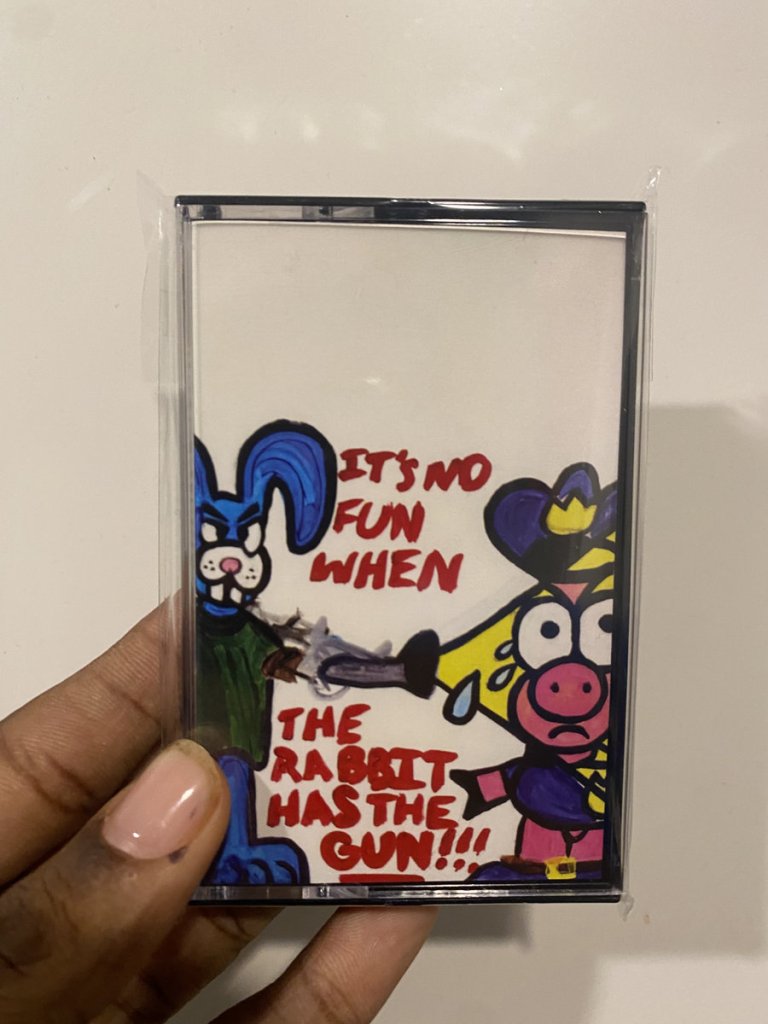 IT'S NO
FUN
WHEN
THE
RABBIT
HAS THE
GUN!!!